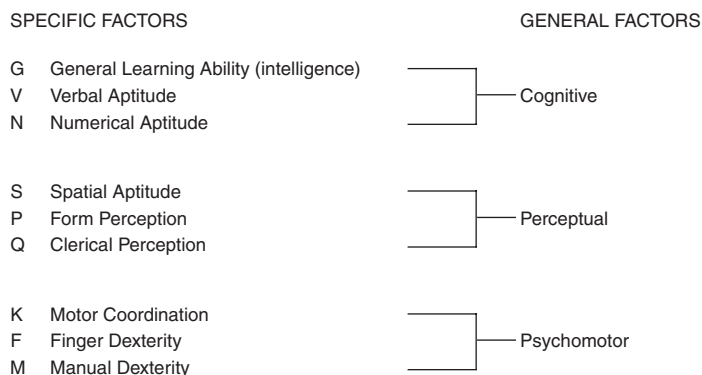 SPECIFIC FACTORS GENERAL FACTORS
G General Learning Ability (intelligence)
V Verbal Aptitude Cognitive
N Numerical Aptitude
S Spatial Aptitude
P Form Perception Perceptual
Q Clerical Perception
K Motor Coordination
F Finger Dexterity Psychomotor
M Manual Dexterity